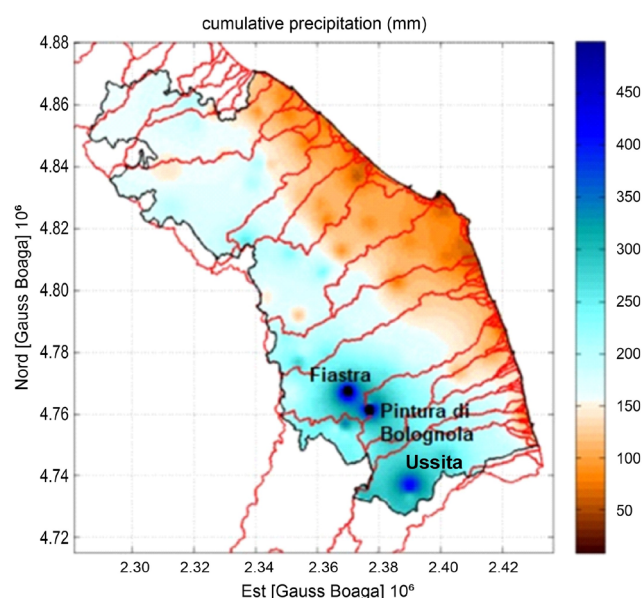 cumulative precipitation (mm)
4.88
4.86
4.84
4.82
4.80
4.78
4.76
4.74
4.72
Nord [Gauss Boaga] 10⁶
Fiastra
Pintura di
Bolognola
Ussita
2.30 2.32 2.34 2.36 2.38 2.40 2.42
Est [Gauss Boaga] 10⁶
450
400
350
300
250
200
150
100
50